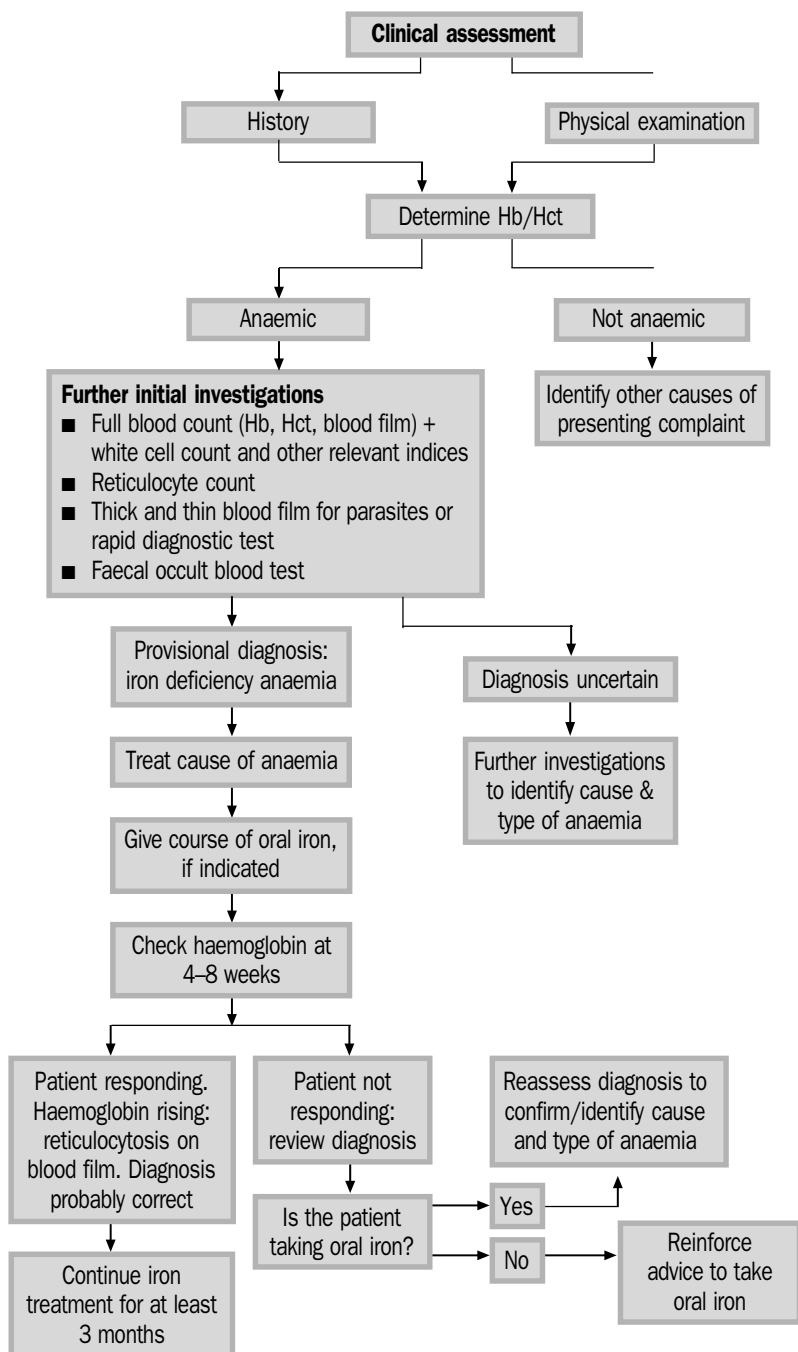 Clinical assessment
History
Physical examination
Determine Hb/Hct
Anaemic
Not anaemic
Further initial investigations
■ Full blood count (Hb, Hct, blood film) +
white cell count and other relevant indices
■ Reticulocyte count
■ Thick and thin blood film for parasites or
rapid diagnostic test
■ Faecal occult blood test
Identify other causes of
presenting complaint
Provisional diagnosis:
iron deficiency anaemia
Diagnosis uncertain
Treat cause of anaemia
Further investigations
to identify cause &
type of anaemia
Give course of oral iron,
if indicated
Check haemoglobin at
4–8 weeks
Patient responding.
Haemoglobin rising:
reticulocytosis on
blood film. Diagnosis
probably correct
Patient not
responding:
review diagnosis
Reassess diagnosis to
confirm/identify cause
and type of anaemia
Is the patient
taking oral iron?
Yes
No
Continue iron
treatment for at least
3 months
Reinforce
advice to take
oral iron